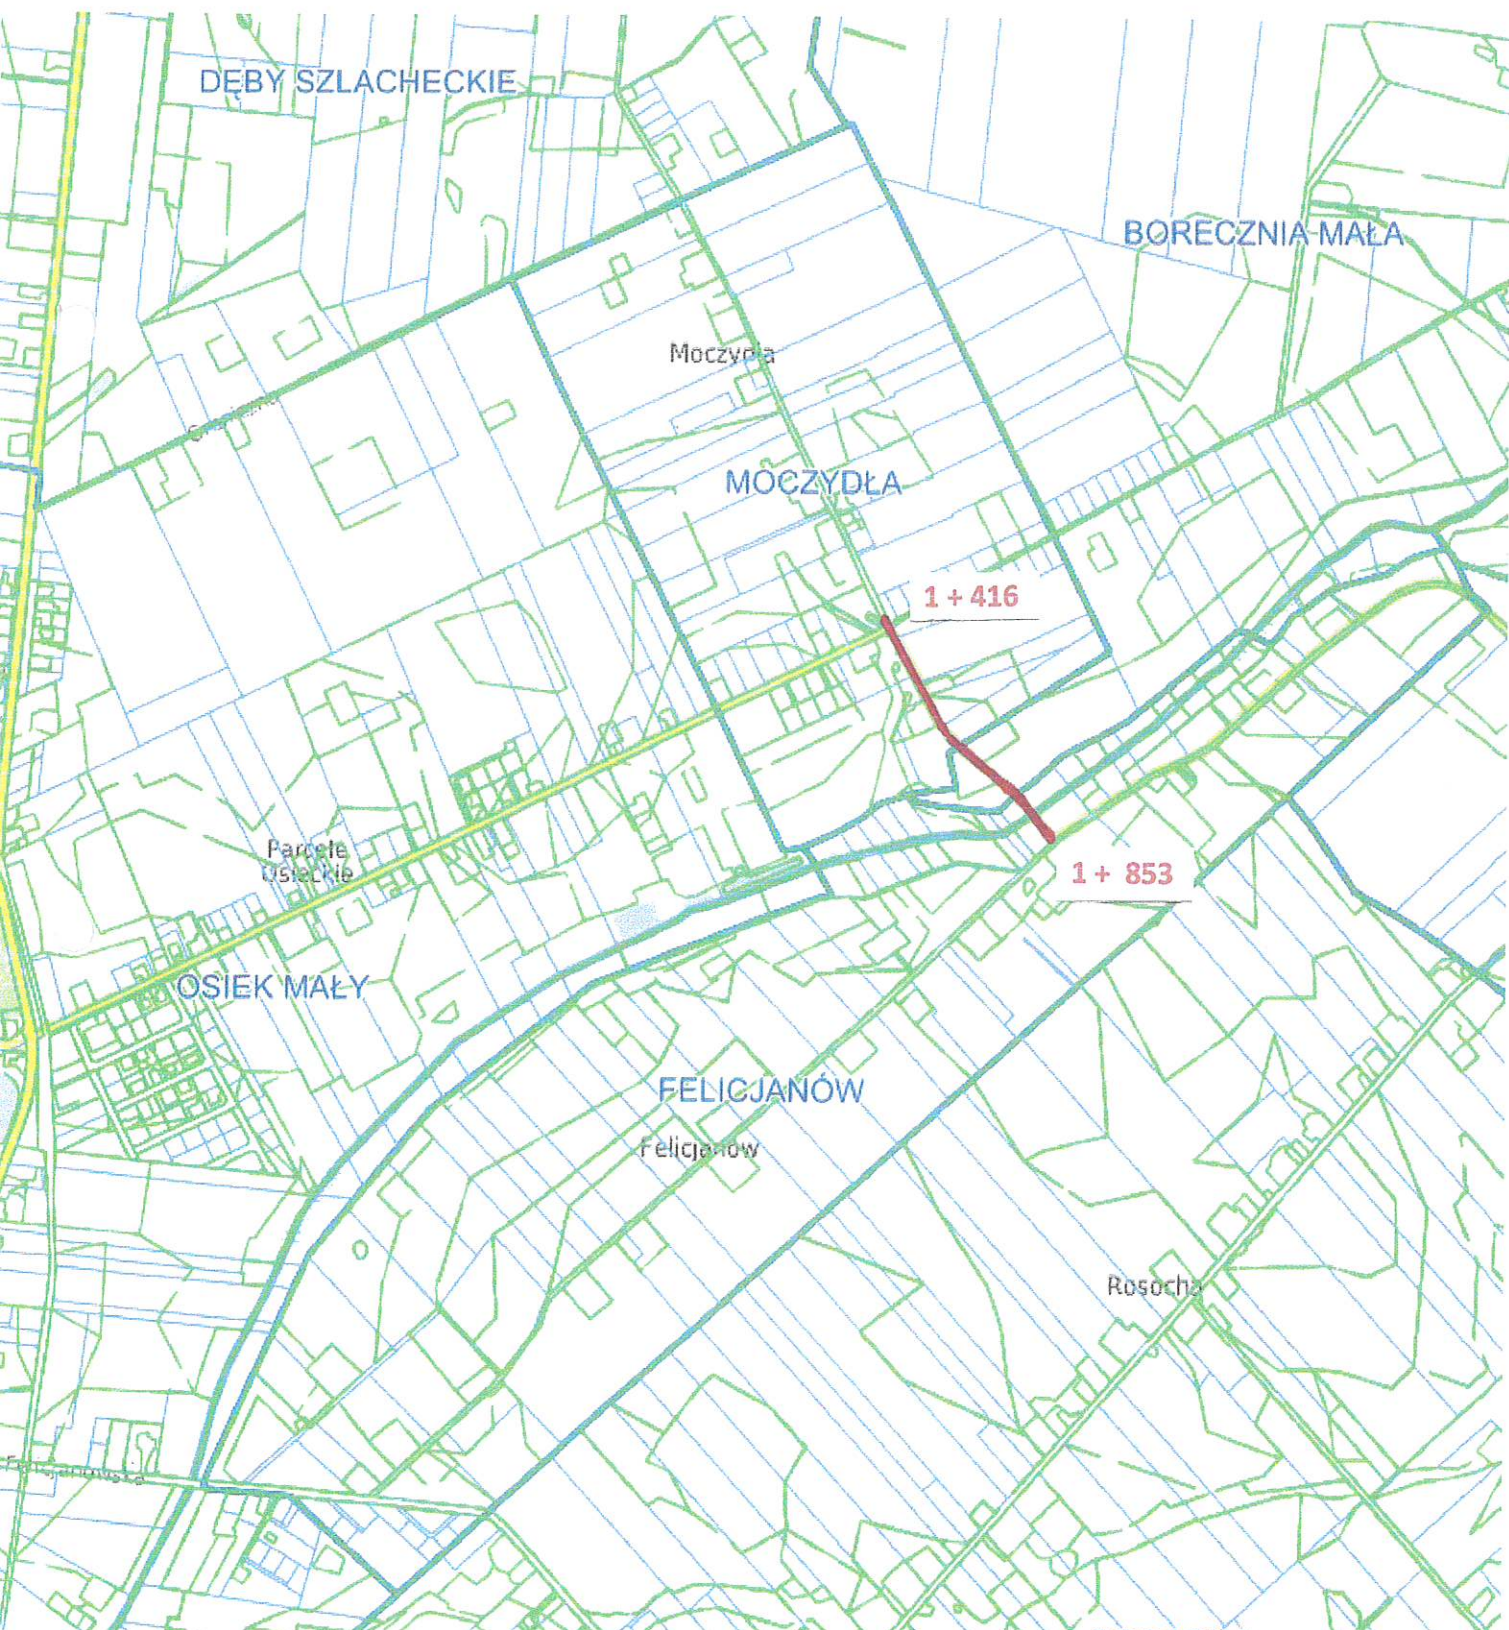 DĘBY SZLACHECKIE
BORECZNIA MAŁA
Moczydła
MOCZYDŁA
1 + 416
Parcele
Osieckie
1 + 853
OSIEK MAŁY
FELICJANÓW
Felicjanów
Rosocha